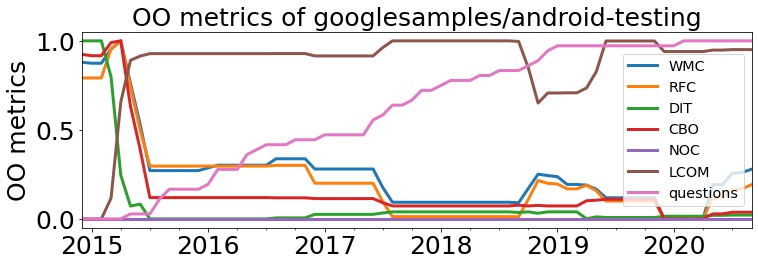 OO metrics of googlesamples/android-testing
OO metrics
1.0
0.5
0.0
WMC
RFC
DIT
CBO
NOC
LCOM
questions
2015 2016 2017 2018 2019 2020